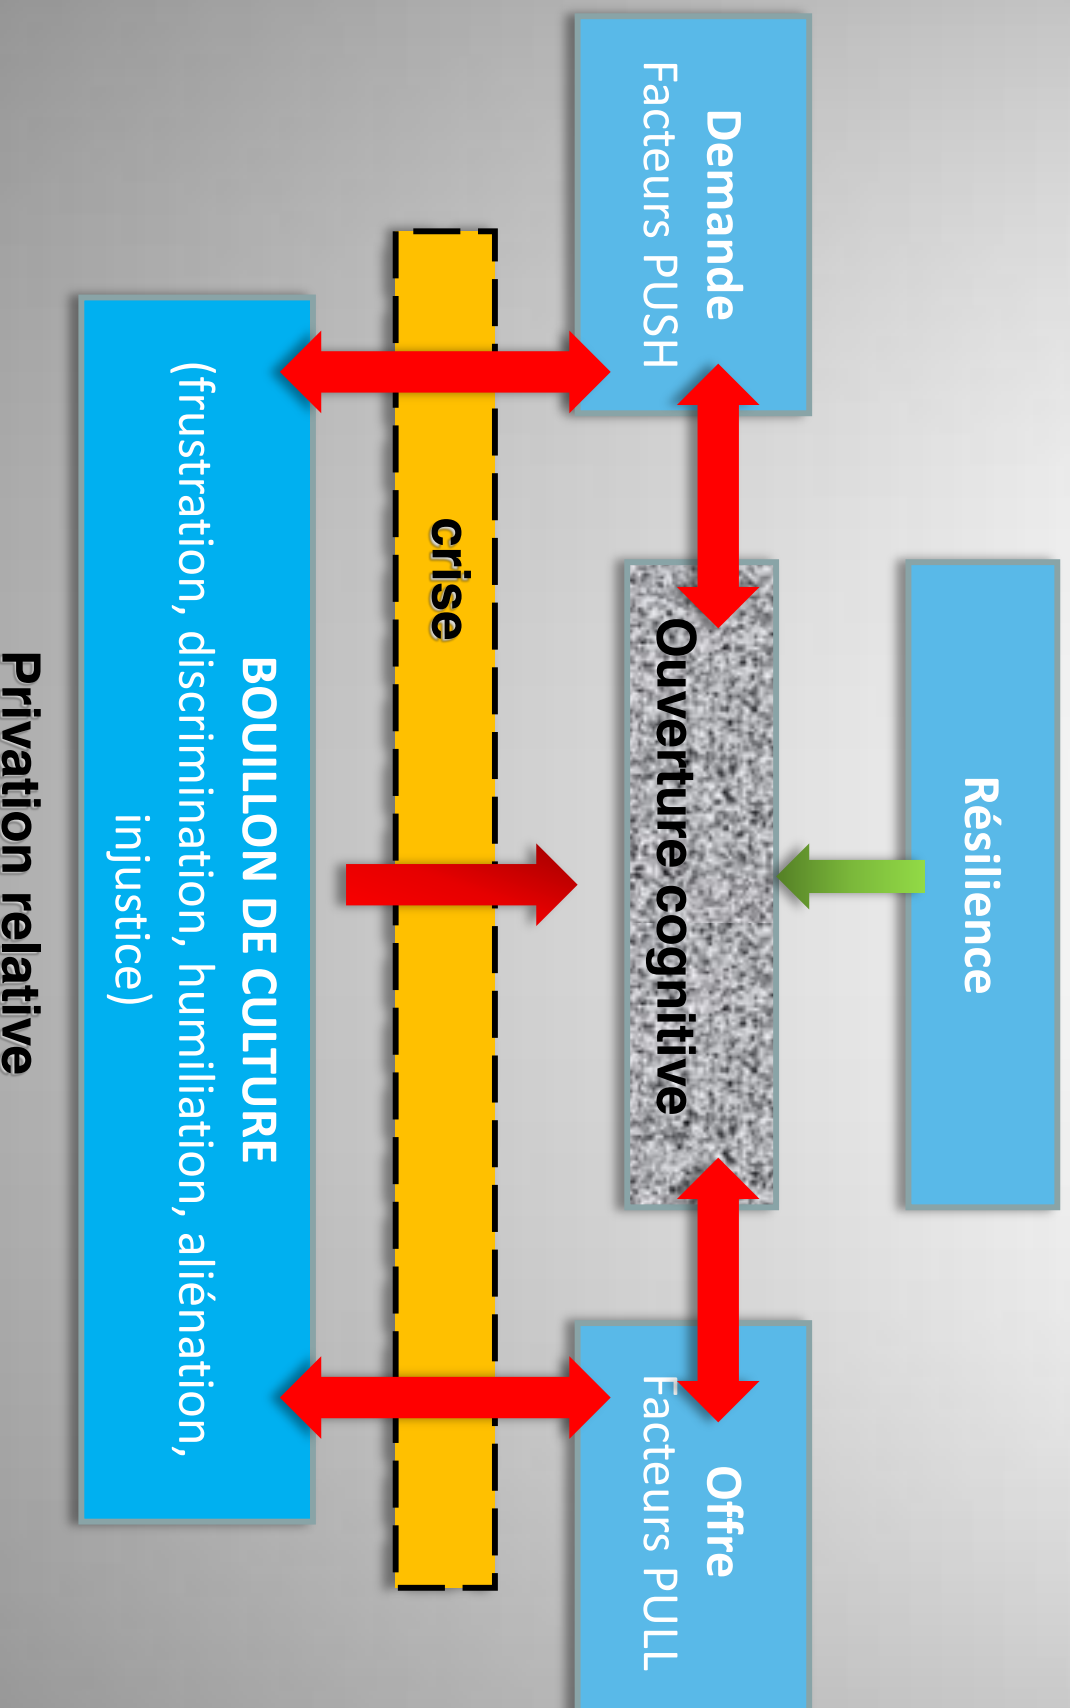 Résilience
Demande
Facteurs PUSH
Ouverture cognitive
Offre
Facteurs PULL
crise
BOUILLON DE CULTURE
(frustration, discrimination, humiliation, aliénation,
injustice)
Privation relative